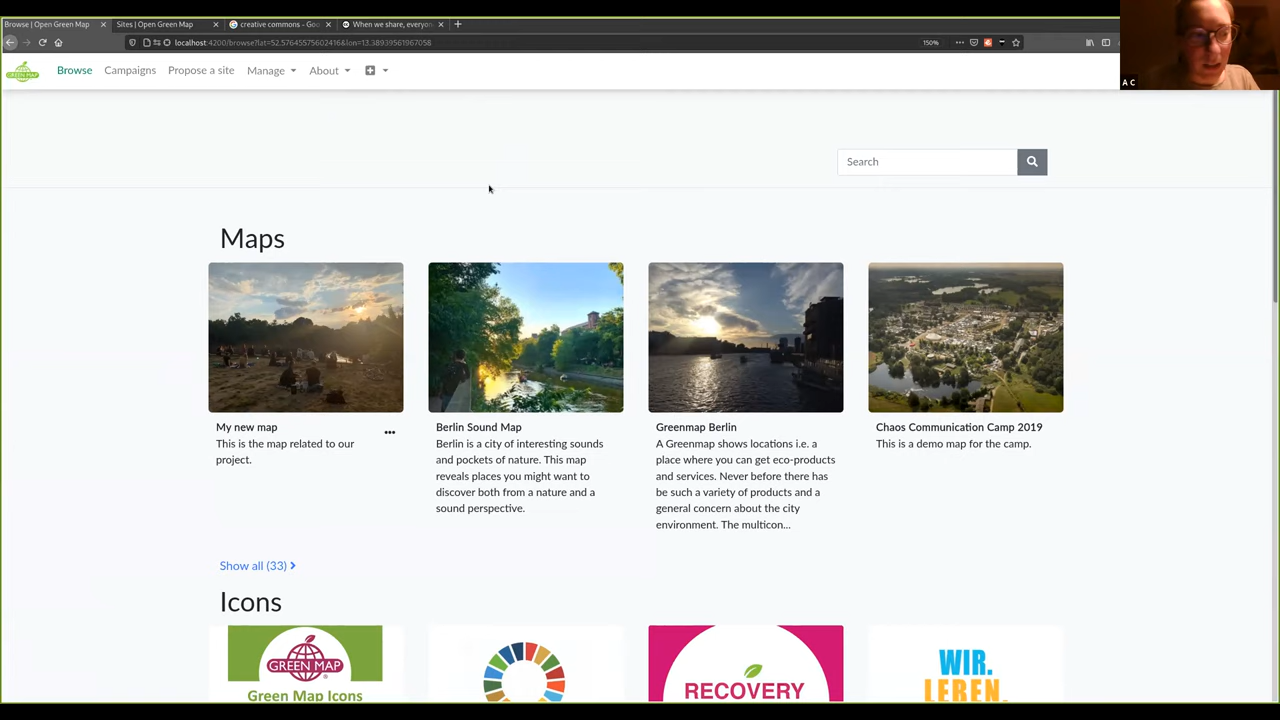 Browse | Open Green Map
Sites | Open Green Map
creative commons - Goo
When we share, everyon
localhost:4200/browse?lat=52.57645575602416&lon=13.38939561967058
150%
GREEN MAP
Browse
Campaigns
Propose a site
Manage
About
A C
Search
Maps
My new map
This is the map related to our
project.
Berlin Sound Map
Berlin is a city of interesting sounds
and pockets of nature. This map
reveals places you might want to
discover both from a nature and a
sound perspective.
Greenmap Berlin
A Greenmap shows locations i.e. a
place where you can get eco-products
and services. Never before there has
be such a variety of products and a
general concern about the city
environment. The multicon...
Chaos Communication Camp 2019
This is a demo map for the camp.
Show all (33)
Icons
GREEN MAP
Green Map Icons
RECOVERY
WIR.
LEREN.